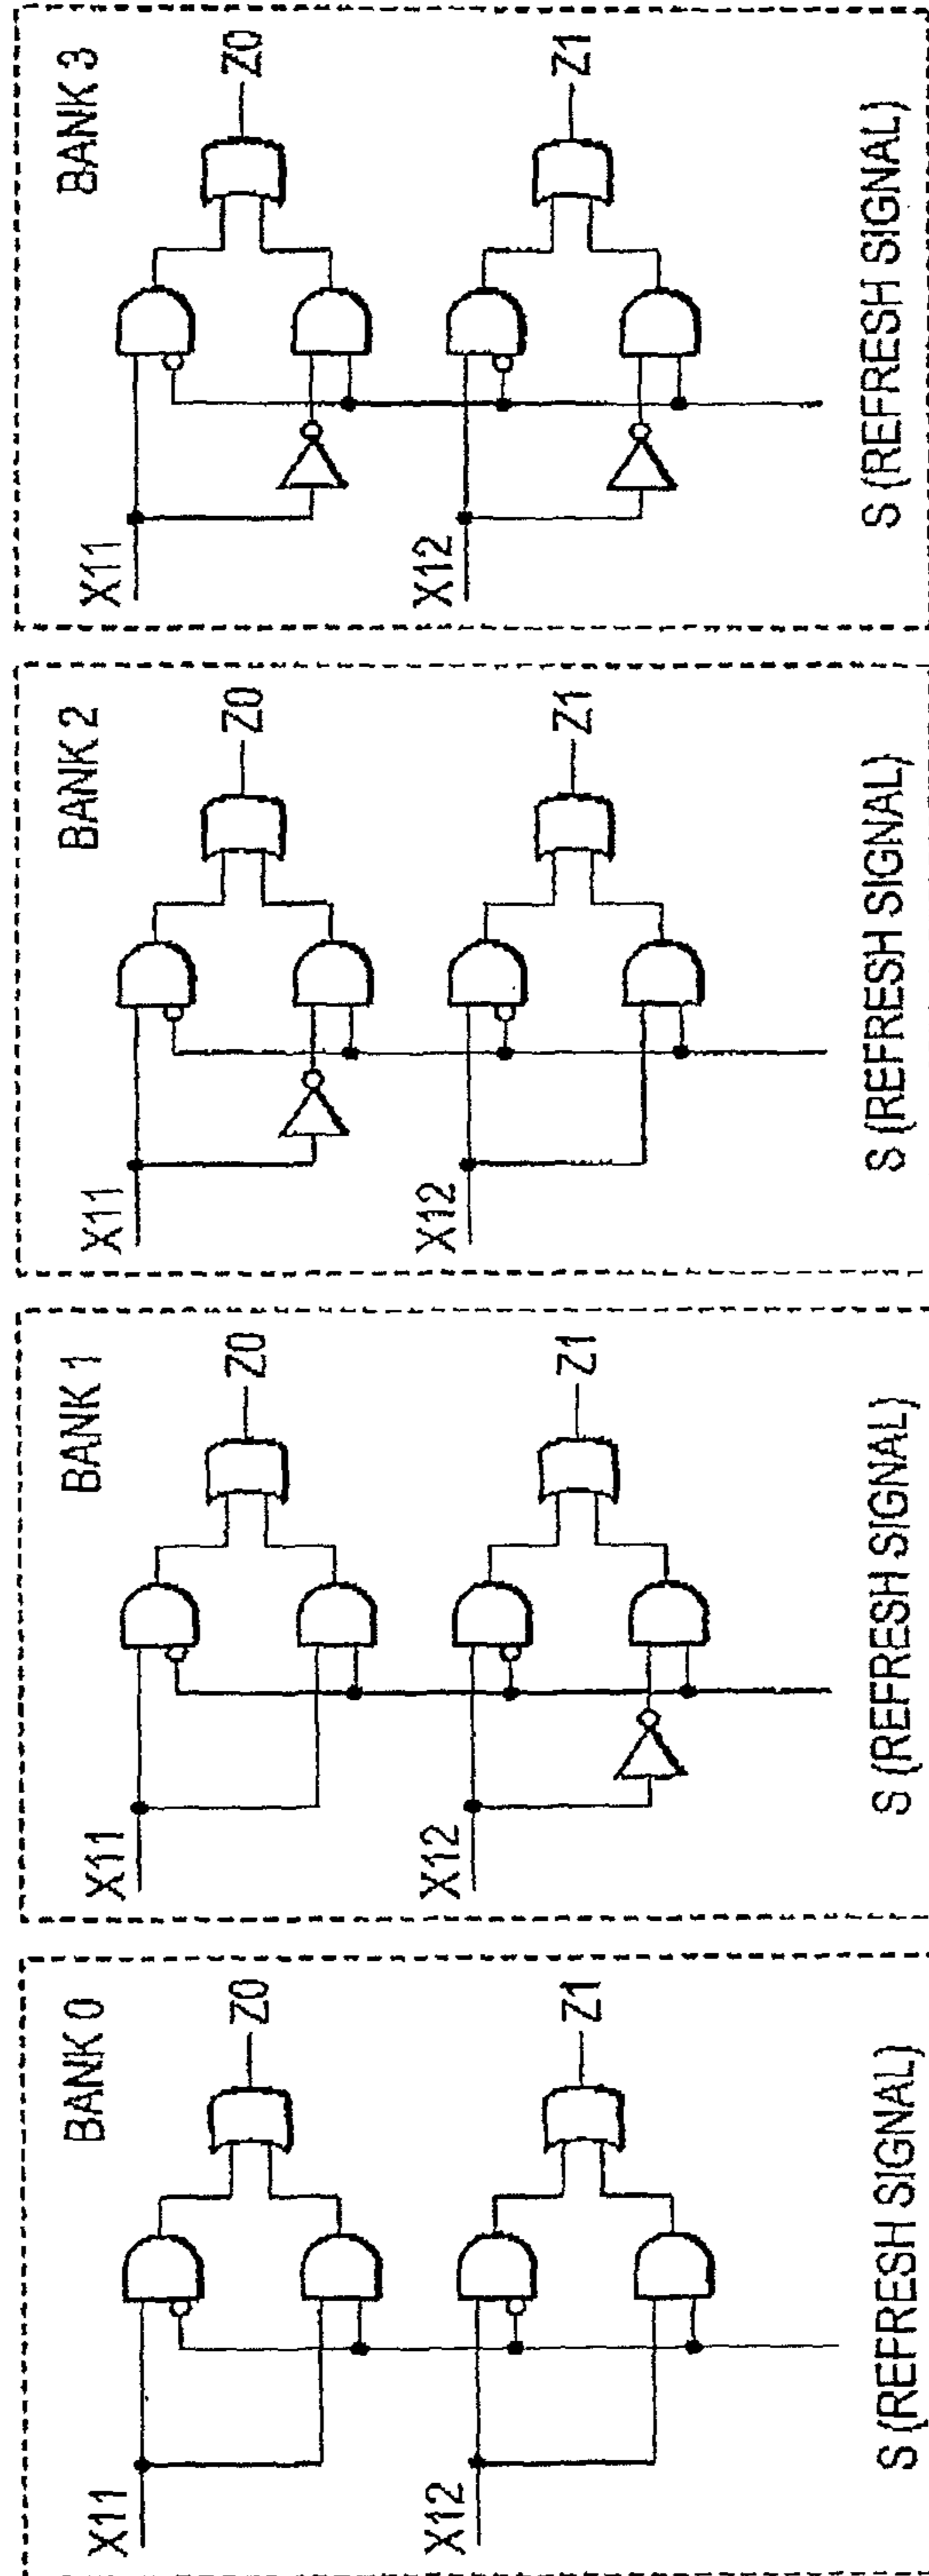 BANK 0
X11
Z0
X12
Z1
S (REFRESH SIGNAL)
BANK 1
X11
Z0
X12
Z1
S (REFRESH SIGNAL)
BANK 2
X11
Z0
X12
Z1
S (REFRESH SIGNAL)
BANK 3
X11
Z0
X12
Z1
S (REFRESH SIGNAL)